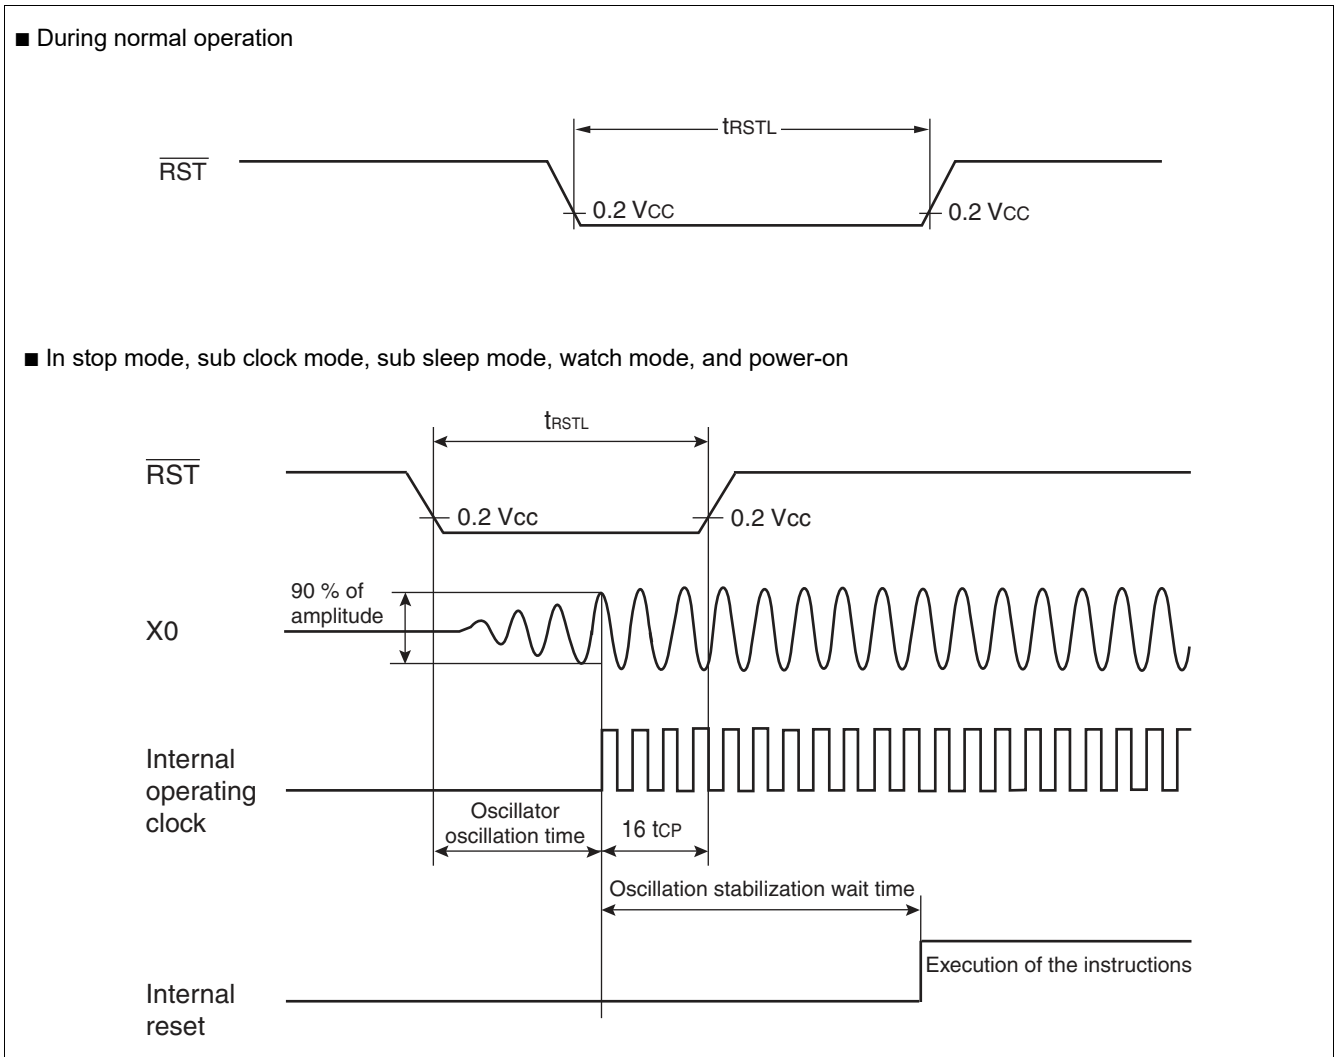 ■ During normal operation
tRSTL
RST
0.2 VCC
0.2 VCC
■ In stop mode, sub clock mode, sub sleep mode, watch mode, and power-on
tRSTL
RST
0.2 Vcc
0.2 Vcc
90 % of
amplitude
X0
Internal
operating
clock
Oscillator
oscillation time
16 tCP
Oscillation stabilization wait time
Execution of the instructions
Internal
reset